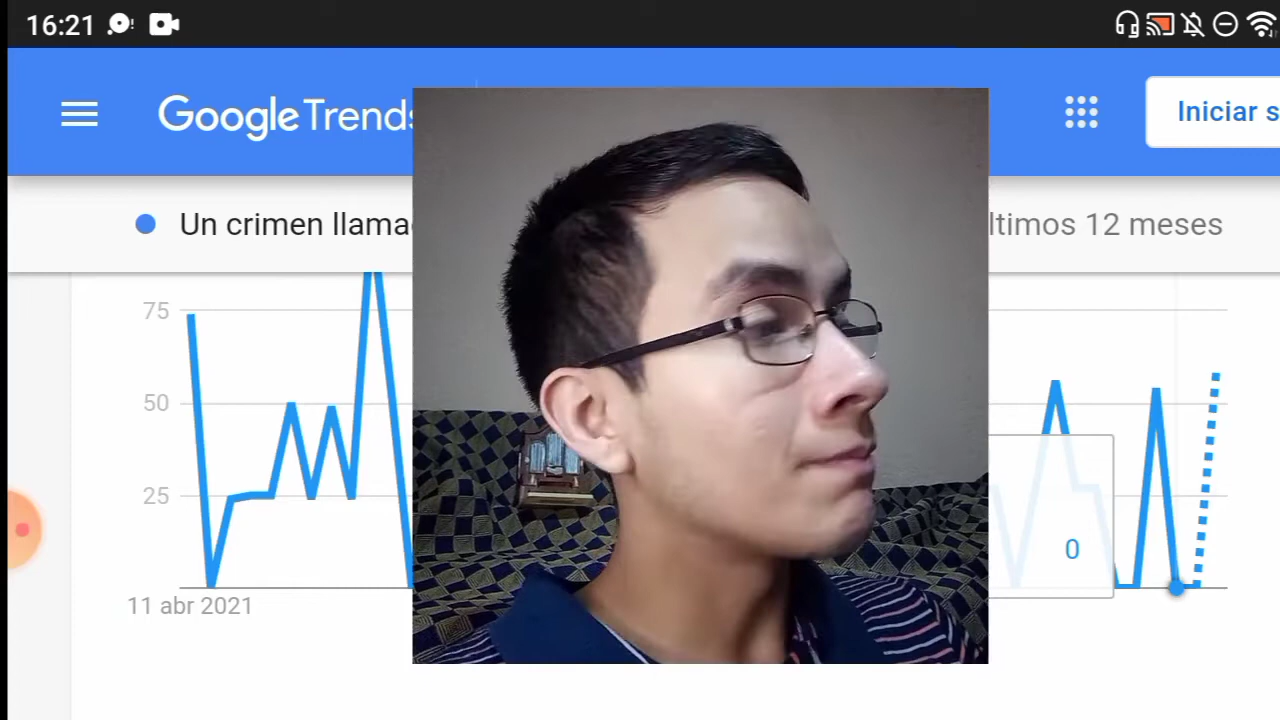 16:21
Google Trends
Iniciar s
Un crimen llama
ltimos 12 meses
75
50
25
0
11 abr 2021